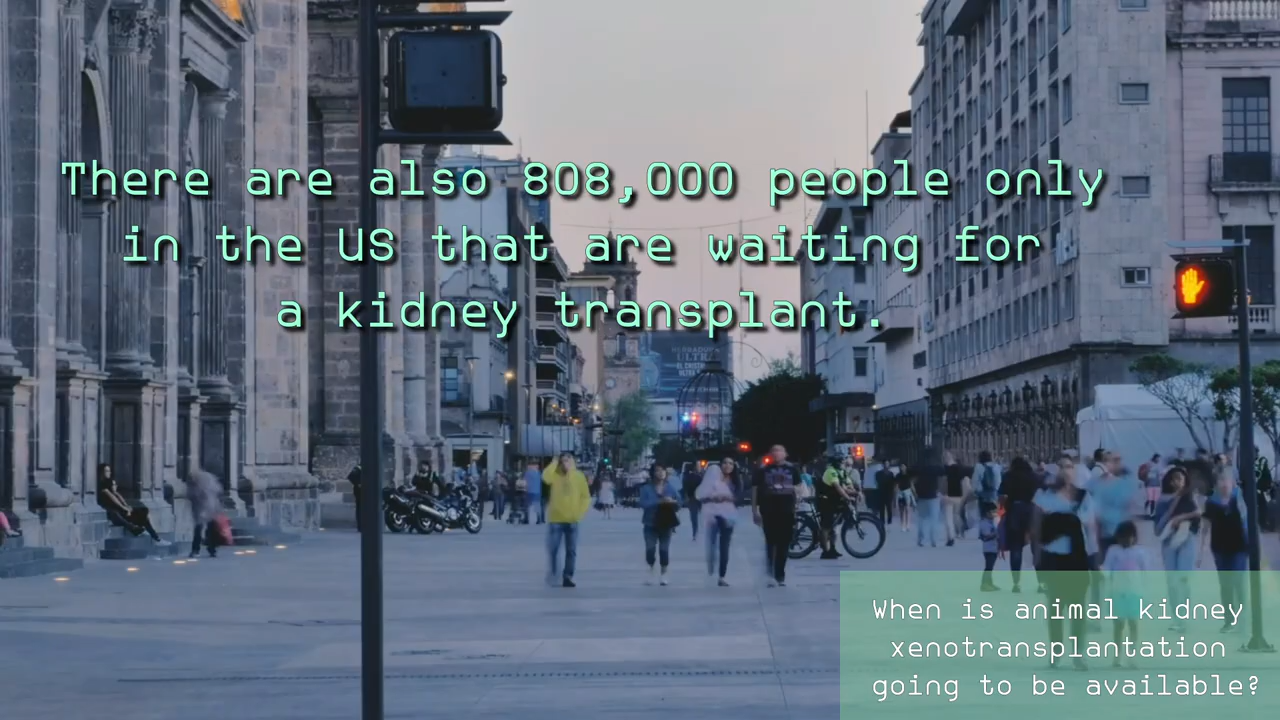 There are also 808,000 people only
in the US that are waiting for
a kidney transplant.
ULTRA
When is animal kidney
xenotransplantation
going to be available?